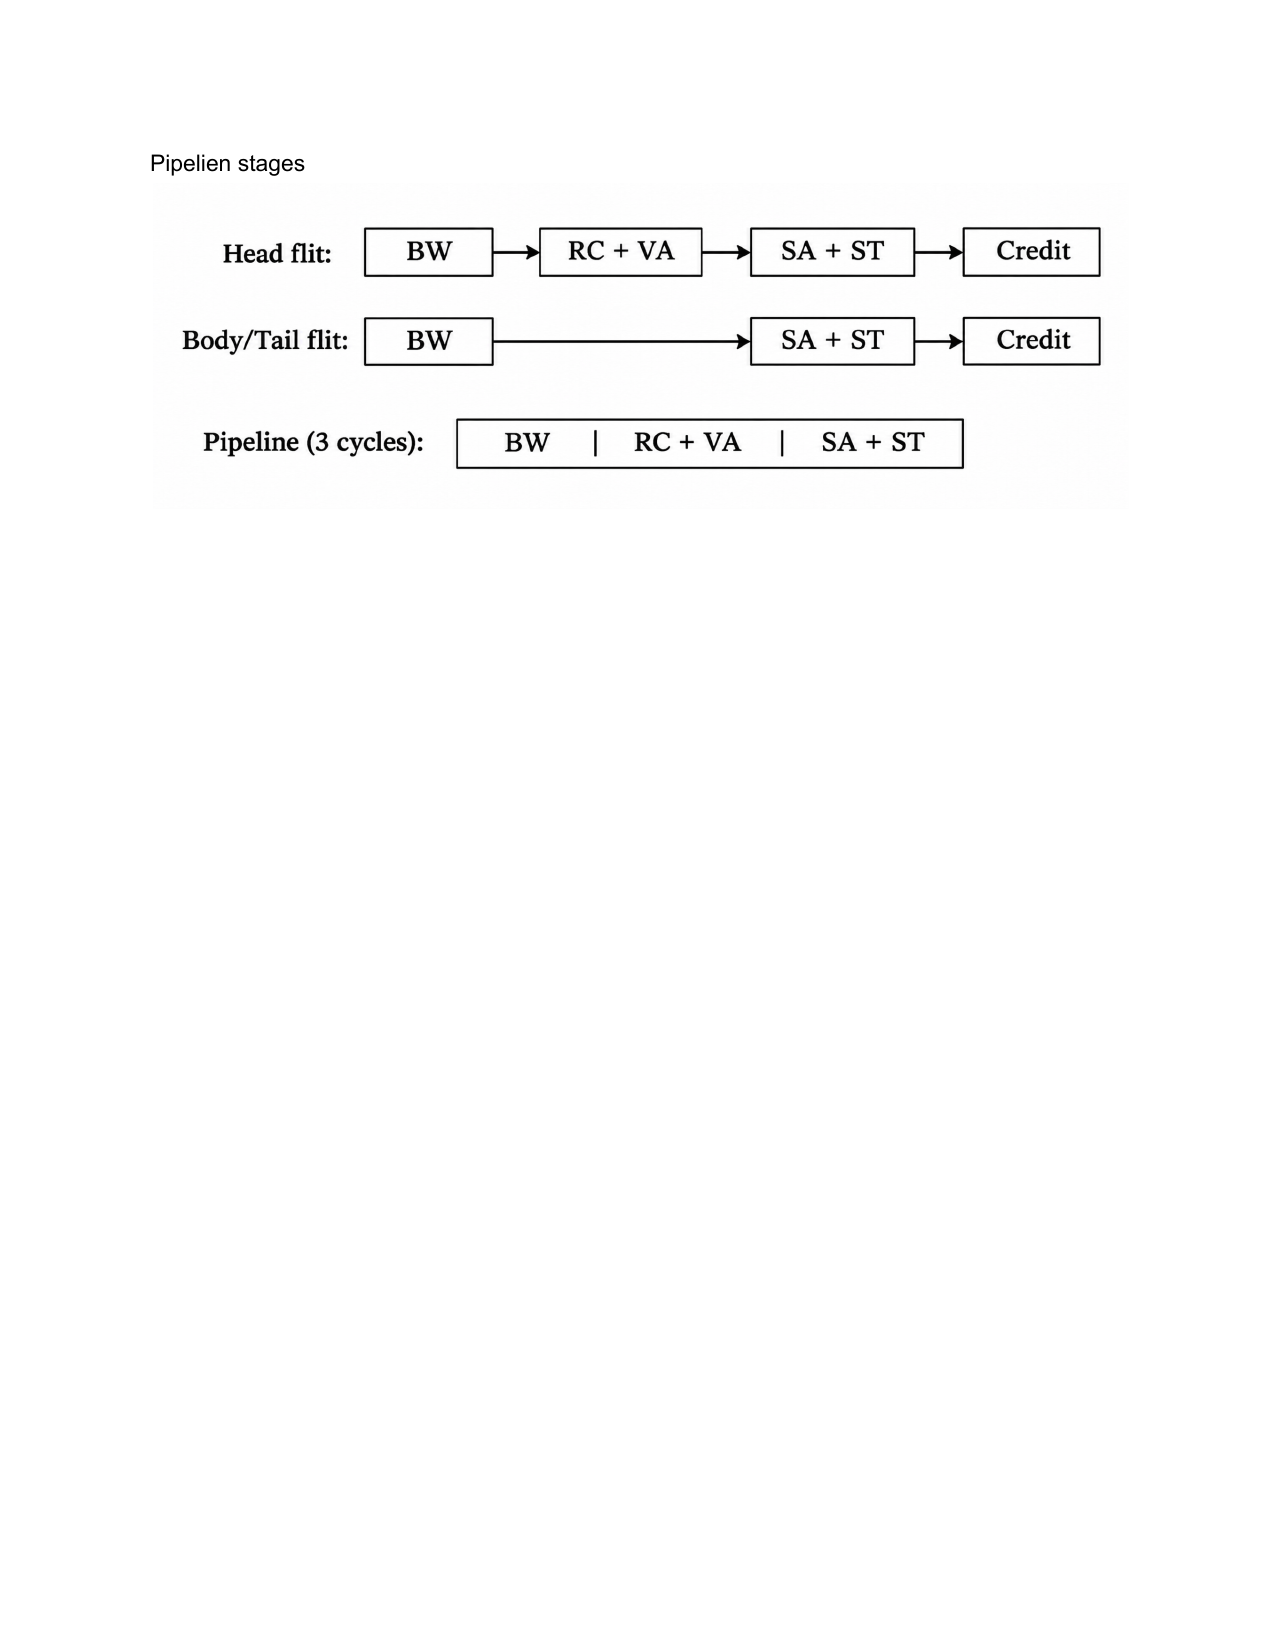 Pipelien stages
Head flit: BW RC + VA SA + ST Credit
Body/Tail flit: BW SA + ST Credit
Pipeline (3 cycles): BW | RC + VA | SA + ST